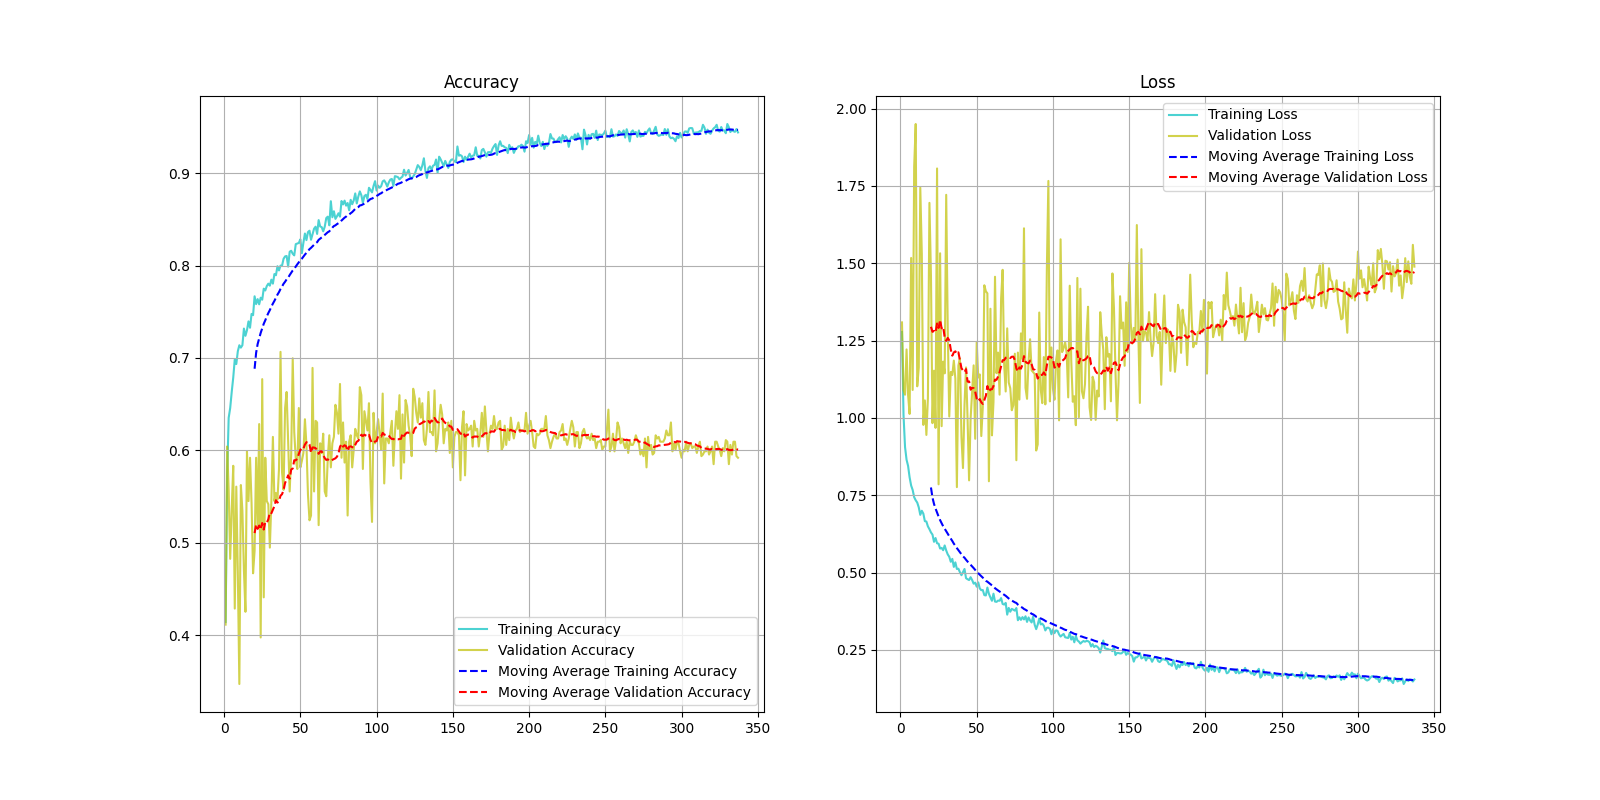 Accuracy
0.9
0.8
0.7
0.6
0.5
0.4
0 50 100 150 200 250 300 350
Training Accuracy
Validation Accuracy
Moving Average Training Accuracy
Moving Average Validation Accuracy
Loss
2.00
1.75
1.50
1.25
1.00
0.75
0.50
0.25
0 50 100 150 200 250 300 350
Training Loss
Validation Loss
Moving Average Training Loss
Moving Average Validation Loss